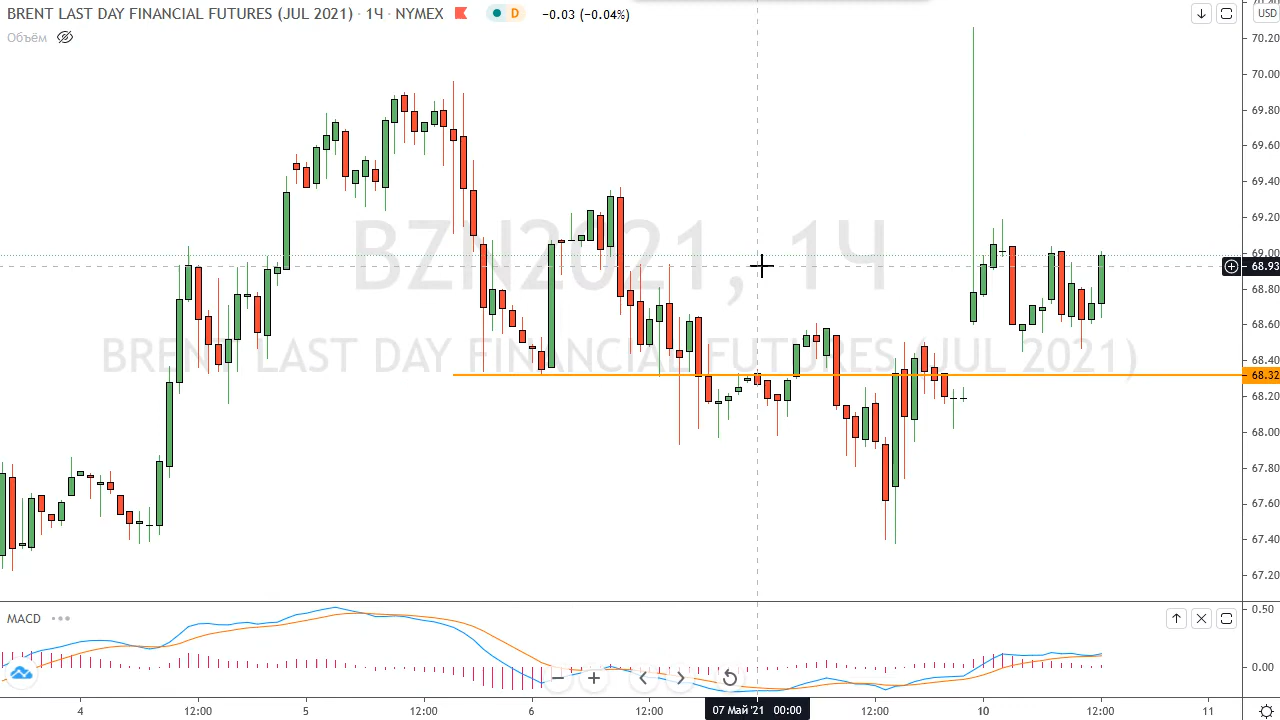 BRENT LAST DAY FINANCIAL FUTURES (JUL 2021) · 1Ч · NYMEX D −0.03 (−0.04%)
USD
Объём
70.20
70.00
69.80
69.60
69.40
69.20
69.00
68.93
68.80
68.60
68.40
68.32
68.20
68.00
67.80
67.60
67.40
67.20
BZN2021, 1Ч
BRENT LAST DAY FINANCIAL FUTURES (JUL 2021)
MACD
0.50
0.00
4 12:00 5 12:00 6 12:00 07 Май '21 00:00 12:00 10 12:00 11